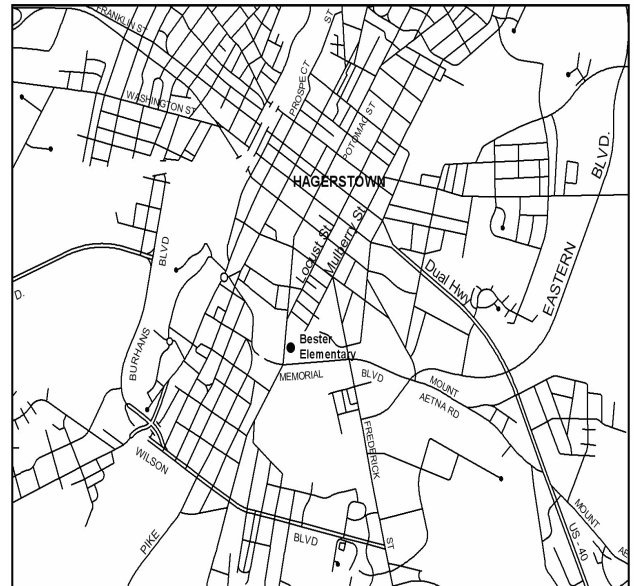 FRANKLIN ST
ST
PROSPECT
WASHINGTON ST
POTOMAC ST
BLVD.
HAGERSTOWN
Locust St
Mulberry St
BLVD
EASTERN
Dual Hwy
D.
Bester
Elementary
BURHANS
MEMORIAL
BLVD
MOUNT
AETNA RD
FREDERICK
WILSON
MOUNT
PIKE
BLVD
ST
US - 40
AE